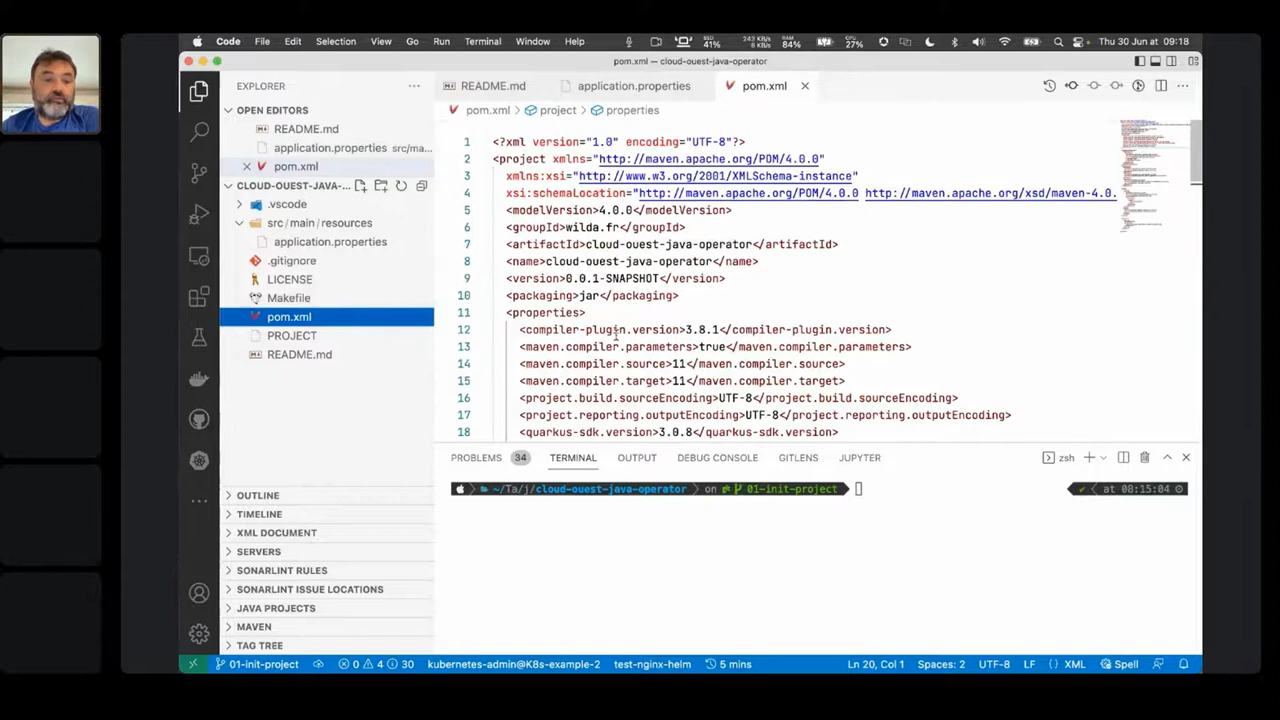 Code File Edit Selection View Go Run Terminal Window Help
SSD 41% 243 KB 8 KB/s RAM 84% CPU 27% Thu 30 Jun at 09:18
pom.xml — cloud-ouest-java-operator
EXPLORER
OPEN EDITORS
README.md
application.properties src/ma...
pom.xml
CLOUD-OUEST-JAVA-...
.vscode
src/main/resources
application.properties
.gitignore
LICENSE
Makefile
pom.xml
PROJECT
README.md
OUTLINE
TIMELINE
XML DOCUMENT
SERVERS
SONARLINT RULES
SONARLINT ISSUE LOCATIONS
JAVA PROJECTS
MAVEN
TAG TREE
README.md application.properties pom.xml
pom.xml > project > properties
1 <?xml version="1.0" encoding="UTF-8"?>
2 <project xmlns="http://maven.apache.org/POM/4.0.0"
3 xmlns:xsi="http://www.w3.org/2001/XMLSchema-instance"
4 xsi:schemaLocation="http://maven.apache.org/POM/4.0.0 http://maven.apache.org/xsd/maven-4.0.
5 <modelVersion>4.0.0</modelVersion>
6 <groupId>wilda.fr</groupId>
7 <artifactId>cloud-ouest-java-operator</artifactId>
8 <name>cloud-ouest-java-operator</name>
9 <version>0.0.1-SNAPSHOT</version>
10 <packaging>jar</packaging>
11 <properties>
12 <compiler-plugin.version>3.8.1</compiler-plugin.version>
13 <maven.compiler.parameters>true</maven.compiler.parameters>
14 <maven.compiler.source>11</maven.compiler.source>
15 <maven.compiler.target>11</maven.compiler.target>
16 <project.build.sourceEncoding>UTF-8</project.build.sourceEncoding>
17 <project.reporting.outputEncoding>UTF-8</project.reporting.outputEncoding>
18 <quarkus-sdk.version>3.0.8</quarkus-sdk.version>
PROBLEMS 34 TERMINAL OUTPUT DEBUG CONSOLE GITLENS JUPYTER zsh
~/Ta/j/cloud-ouest-java-operator on 01-init-project at 08:15:04
01-init-project 0 4 30 kubernetes-admin@K8s-example-2 test-nginx-helm 5 mins Ln 20, Col 1 Spaces: 2 UTF-8 LF XML Spell